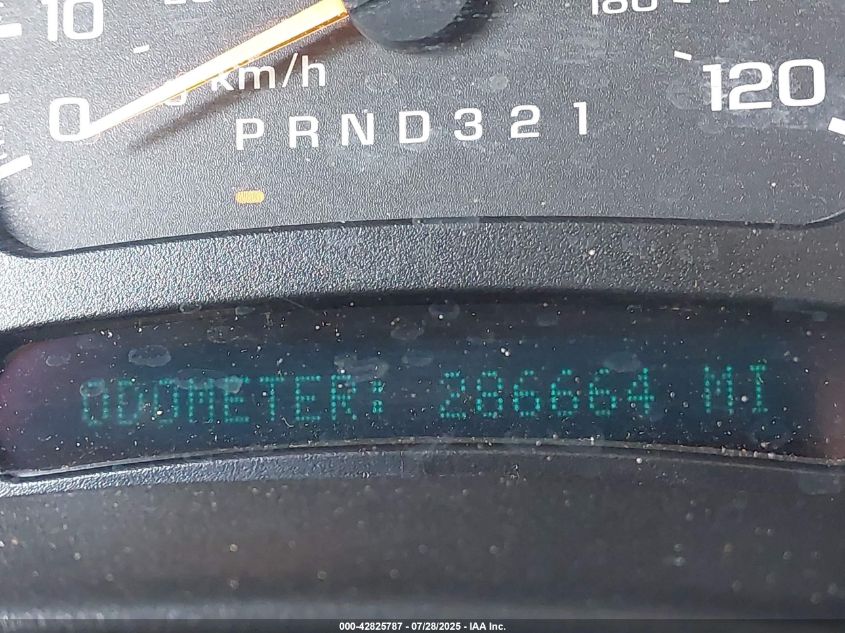 10
km/h
0
120
PRND321
ODOMETER: 286664 MI
000-42825787 - 07/28/2025 - IAA Inc.